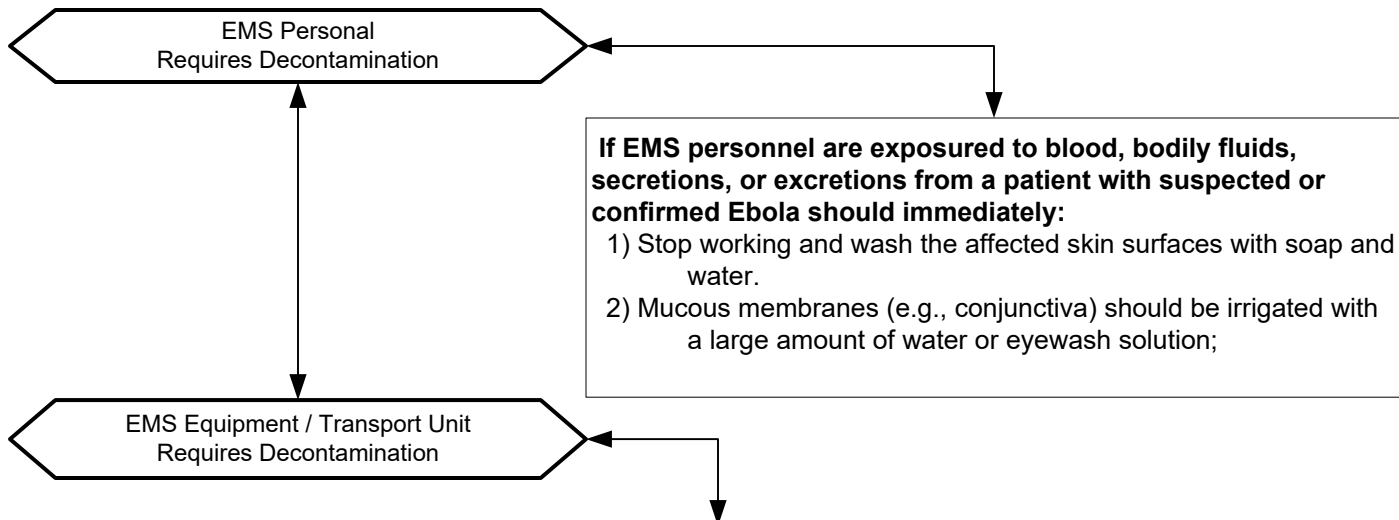 EMS Personal
Requires Decontamination
If EMS personnel are exposured to blood, bodily fluids,
secretions, or excretions from a patient with suspected or
confirmed Ebola should immediately:
1) Stop working and wash the affected skin surfaces with soap and
water.
2) Mucous membranes (e.g., conjunctiva) should be irrigated with
a large amount of water or eyewash solution;
EMS Equipment / Transport Unit
Requires Decontamination